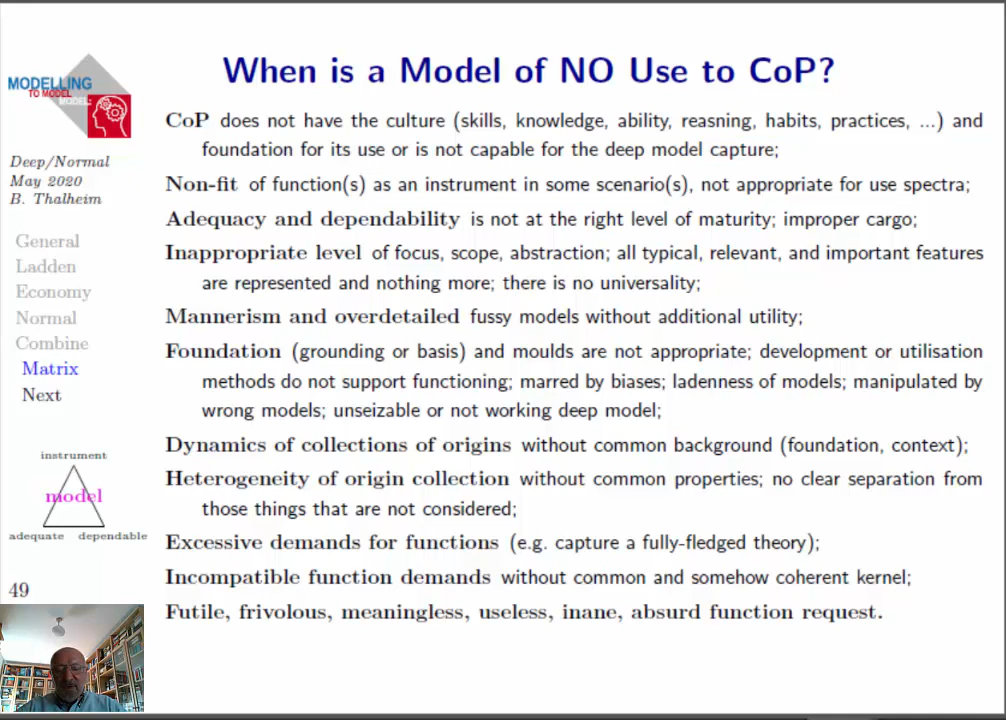 When is a Model of NO Use to CoP?
MODELLING
TO MODEL
MODEL:
Deep/Normal
May 2020
B. Thalheim
General
Ladden
Economy
Normal
Combine
Matrix
Next
instrument
model
adequate dependable
49
CoP does not have the culture (skills, knowledge, ability, reasning, habits, practices, ...) and
foundation for its use or is not capable for the deep model capture;
Non-fit of function(s) as an instrument in some scenario(s), not appropriate for use spectra;
Adequacy and dependability is not at the right level of maturity; improper cargo;
Inappropriate level of focus, scope, abstraction; all typical, relevant, and important features
are represented and nothing more; there is no universality;
Mannerism and overdetailed fussy models without additional utility;
Foundation (grounding or basis) and moulds are not appropriate; development or utilisation
methods do not support functioning; marred by biases; ladenness of models; manipulated by
wrong models; unseizable or not working deep model;
Dynamics of collections of origins without common background (foundation, context);
Heterogeneity of origin collection without common properties; no clear separation from
those things that are not considered;
Excessive demands for functions (e.g. capture a fully-fledged theory);
Incompatible function demands without common and somehow coherent kernel;
Futile, frivolous, meaningless, useless, inane, absurd function request.